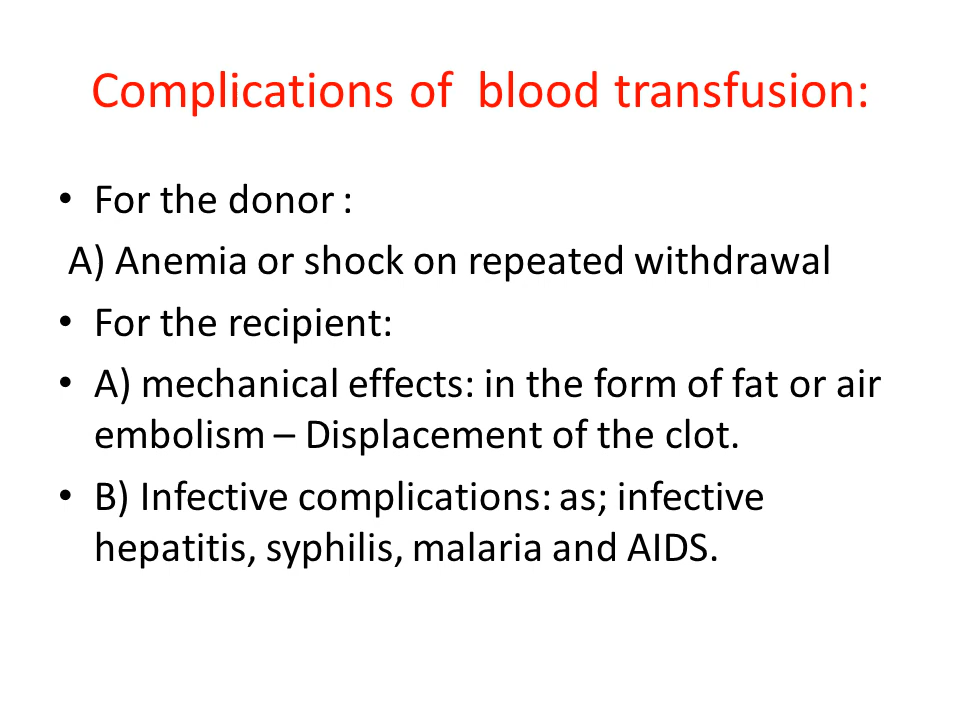 Complications of  blood transfusion:
• For the donor :
A) Anemia or shock on repeated withdrawal
• For the recipient:
• A) mechanical effects: in the form of fat or air
embolism – Displacement of the clot.
• B) Infective complications: as; infective
hepatitis, syphilis, malaria and AIDS.